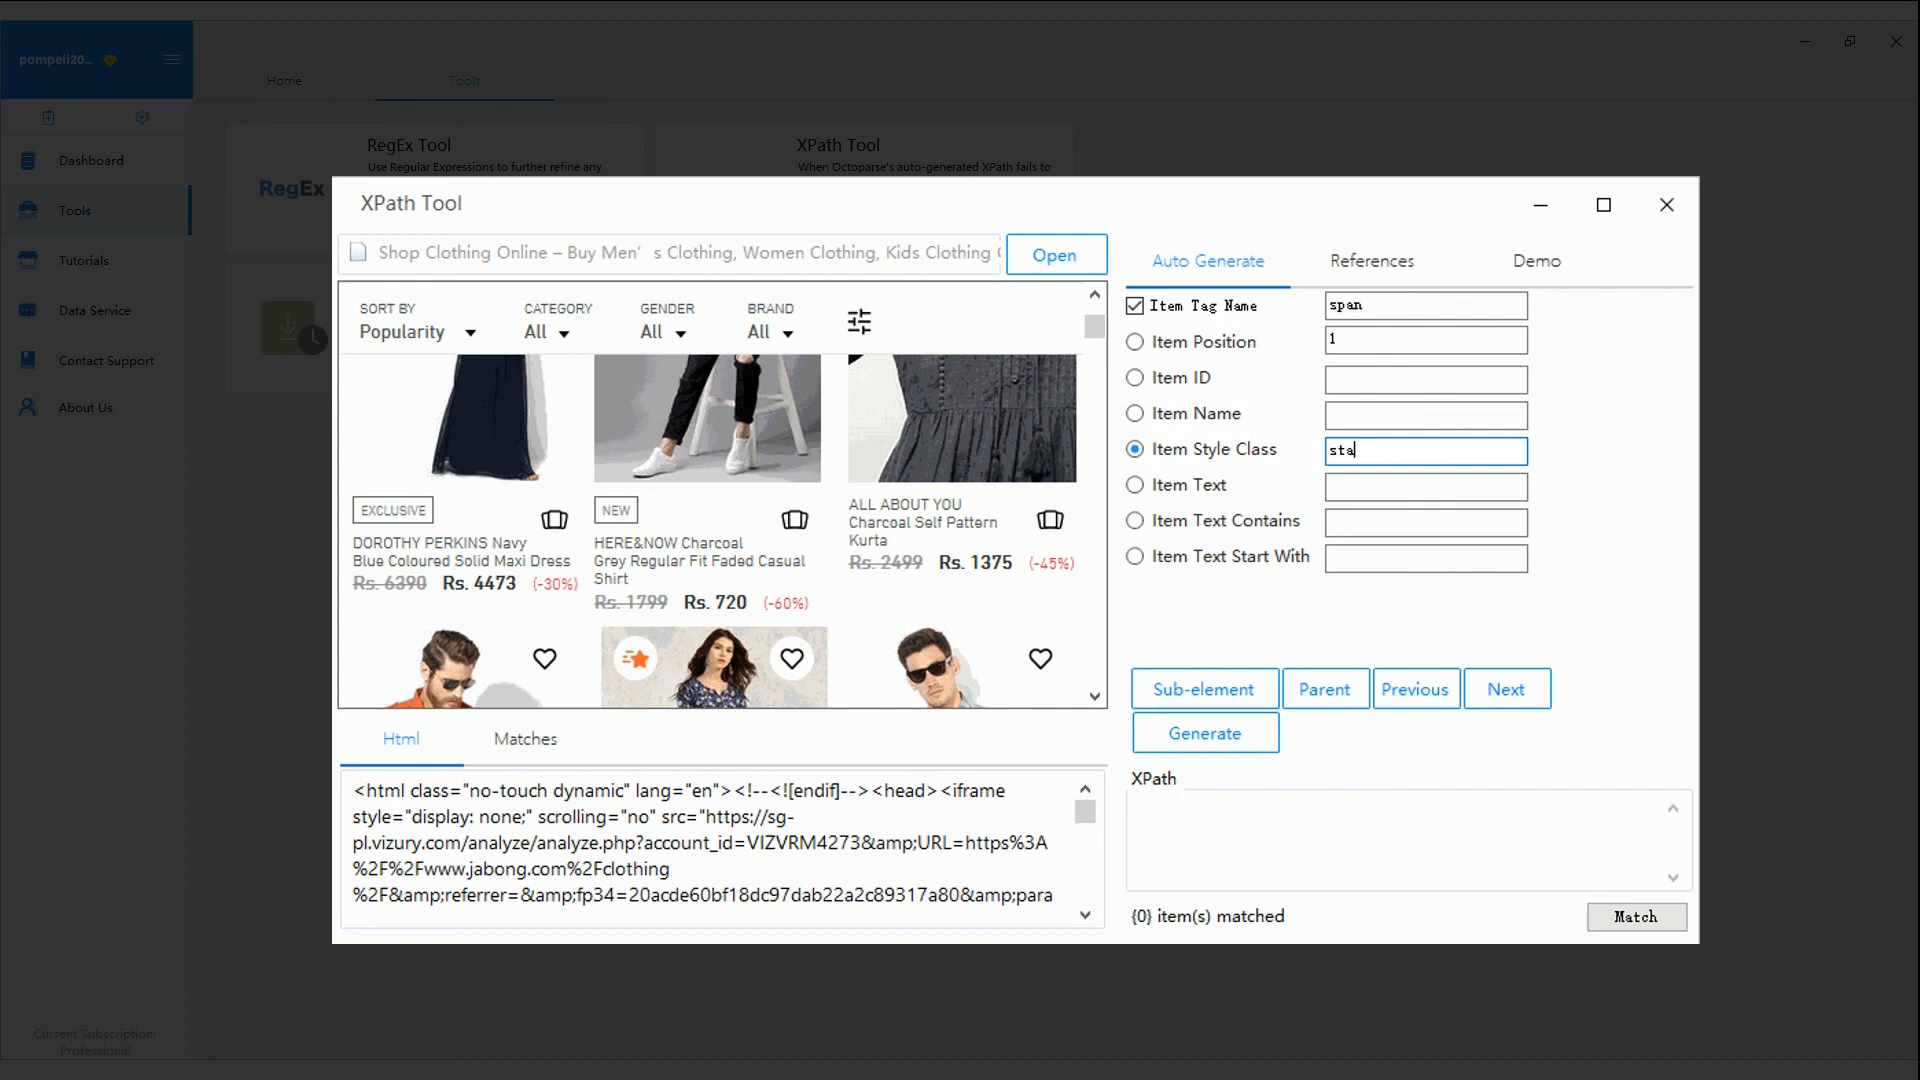 pompeii20...
Home
Tools
Dashboard
Tools
Tutorials
Data Service
Contact Support
About Us
Current Subscription:
Professional
RegEx Tool
Use Regular Expressions to further refine any
RegEx
XPath Tool
When Octoparse's auto-generated XPath fails to
XPath Tool
Shop Clothing Online – Buy Men’s Clothing, Women Clothing, Kids Clothing
Open
SORT BY
Popularity
CATEGORY
All
GENDER
All
BRAND
All
EXCLUSIVE
DOROTHY PERKINS Navy
Blue Coloured Solid Maxi Dress
Rs. 6390 Rs. 4473 (-30%)
NEW
HERE&NOW Charcoal
Grey Regular Fit Faded Casual
Shirt
Rs. 1799 Rs. 720 (-60%)
ALL ABOUT YOU
Charcoal Self Pattern
Kurta
Rs. 2499 Rs. 1375 (-45%)
Html
Matches
<html class="no-touch dynamic" lang="en"><!--<![endif]--><head><iframe
style="display: none;" scrolling="no" src="https://sg-
pl.vizury.com/analyze/analyze.php?account_id=VIZVRM4273&amp;URL=https%3A
%2F%2Fwww.jabong.com%2Fclothing
%2F&amp;referrer=&amp;fp34=20acde60bf18dc97dab22a2c89317a80&amp;para
Auto Generate
References
Demo
Item Tag Name span
Item Position 1
Item ID
Item Name
Item Style Class sta
Item Text
Item Text Contains
Item Text Start With
Sub-element
Parent
Previous
Next
Generate
XPath
{0} item(s) matched
Match